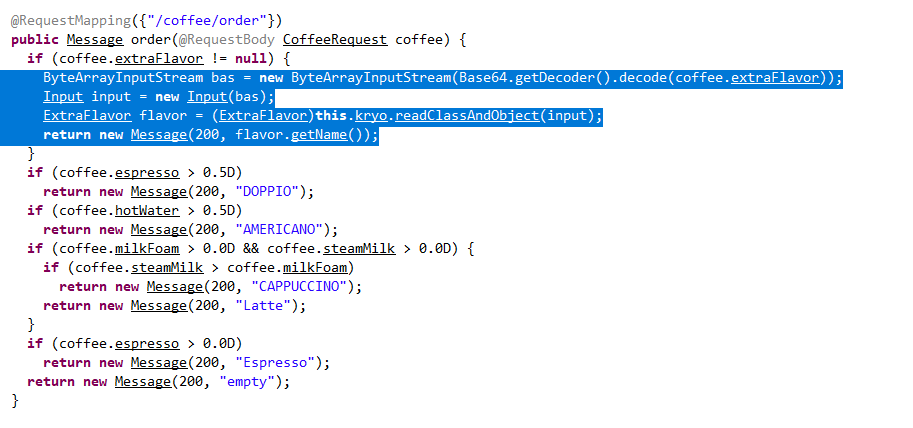 @RequestMapping({"/coffee/order"})
public Message order(@RequestBody CoffeeRequest coffee) {
  if (coffee.extraFlavor != null) {
    ByteArrayInputStream bas = new ByteArrayInputStream(Base64.getDecoder().decode(coffee.extraFlavor));
    Input input = new Input(bas);
    ExtraFlavor flavor = (ExtraFlavor)this.kryo.readClassAndObject(input);
    return new Message(200, flavor.getName());
  }
  if (coffee.espresso > 0.5D)
    return new Message(200, "DOPPIO");
  if (coffee.hotWater > 0.5D)
    return new Message(200, "AMERICANO");
  if (coffee.milkFoam > 0.0D && coffee.steamMilk > 0.0D) {
    if (coffee.steamMilk > coffee.milkFoam)
      return new Message(200, "CAPPUCCINO");
    return new Message(200, "Latte");
  }
  if (coffee.espresso > 0.0D)
    return new Message(200, "Espresso");
  return new Message(200, "empty");
}